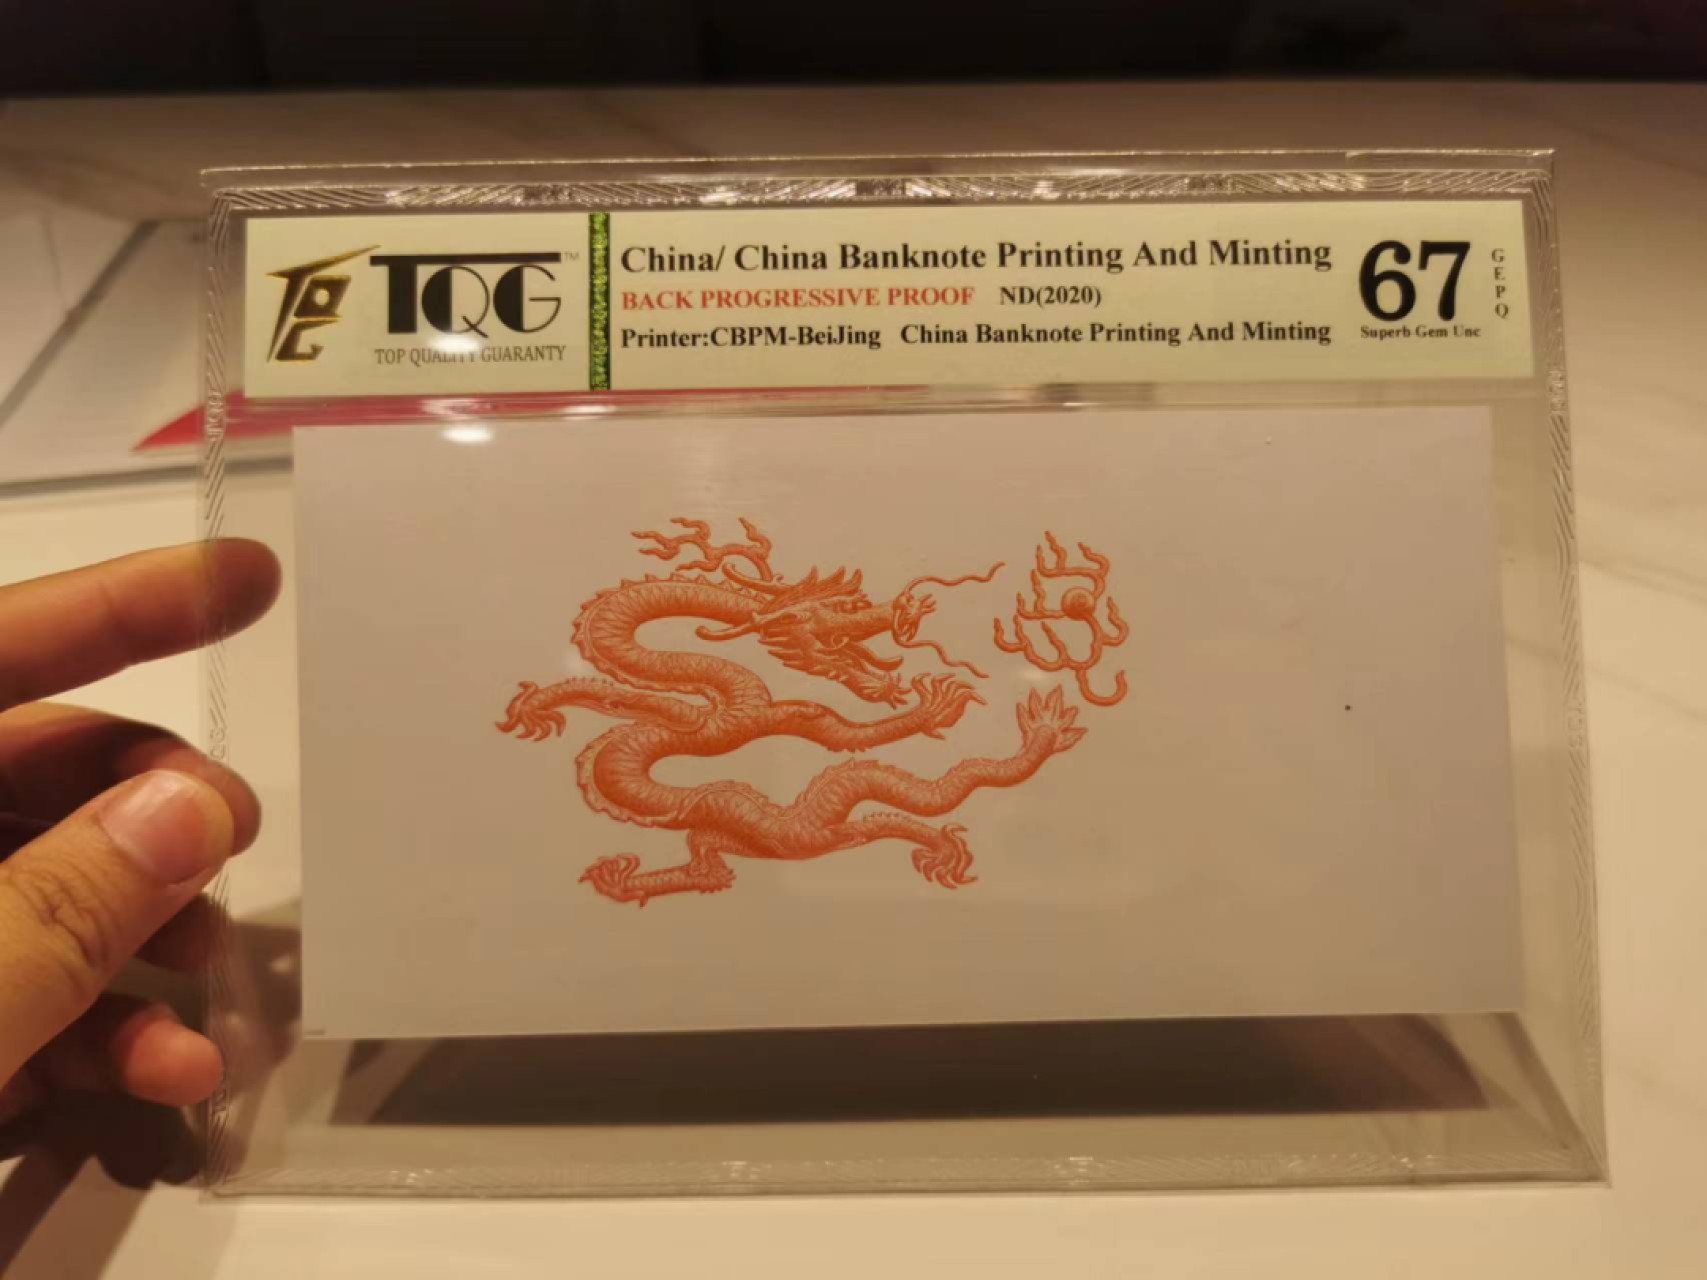 TQG™
TOP QUALITY GUARANTY
China/ China Banknote Printing And Minting
BACK PROGRESSIVE PROOF ND(2020)
Printer:CBPM-BeiJing China Banknote Printing And Minting
67
Superb Gem Unc
GEPQ